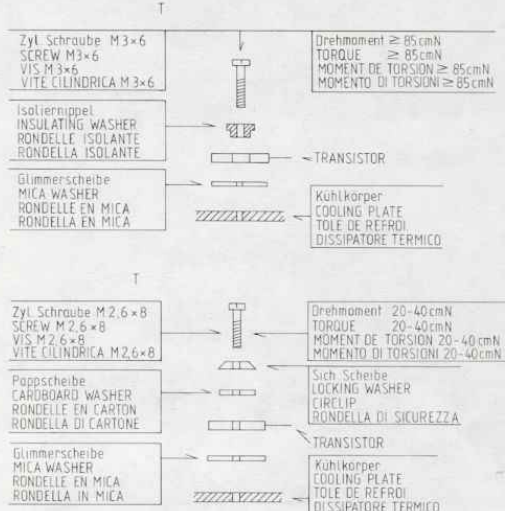 T
Zyl. Schraube M3×6
SCREW M3×6
VIS M3×6
VITE CILINDRICA M3×6
Drehmoment ≥ 85cmN
TORQUE ≥ 85cmN
MOMENT DE TORSION ≥ 85cmN
MOMENTO DI TORSIONI ≥ 85cmN
Isoliernippel
INSULATING WASHER
RONDELLE ISOLANTE
RONDELLA ISOLANTE
TRANSISTOR
Glimmerscheibe
MICA WASHER
RONDELLE EN MICA
RONDELLA EN MICA
Kühlkörper
COOLING PLATE
TOLE DE REFROI.
DISSIPATORE TERMICO
T
Zyl. Schraube M2,6×8
SCREW M2,6×8
VIS M2,6×8
VITE CILINDRICA M2,6×8
Drehmoment 20-40cmN
TORQUE 20-40cmN
MOMENT DE TORSION 20-40cmN
MOMENTO DI TORSIONI 20-40cmN
Pappscheibe
CARDBOARD WASHER
RONDELLE EN CARTON
RONDELLA DI CARTONE
Sich. Scheibe
LOCKING WASHER
CIRCLIP
RONDELLA DI SICUREZZA
TRANSISTOR
Glimmerscheibe
MICA WASHER
RONDELLE EN MICA
RONDELLA IN MICA
Kühlkörper
COOLING PLATE
TOLE DE REFROI.
DISSIPATORE TERMICO